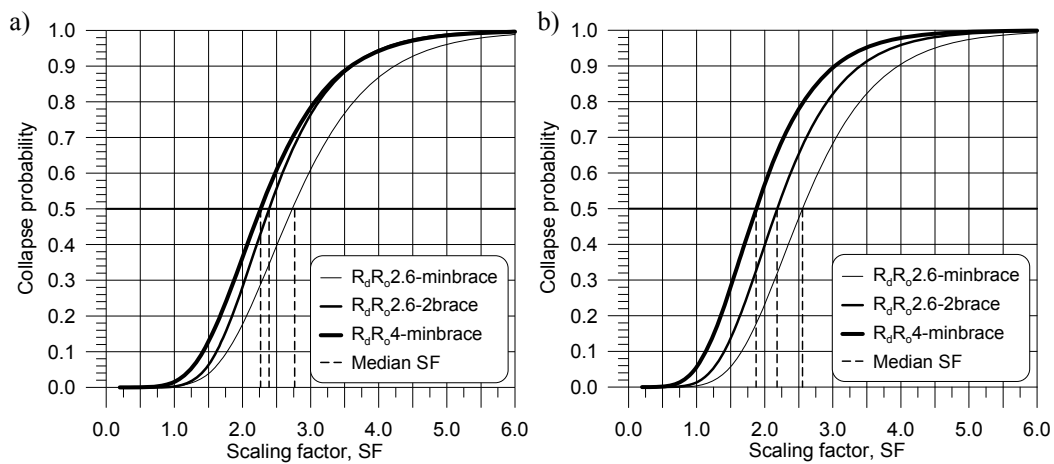 a)
Collapse probability
1.0
0.9
0.8
0.7
0.6
0.5
0.4
0.3
0.2
0.1
0.0
0.0 1.0 2.0 3.0 4.0 5.0 6.0
Scaling factor, SF
RdRo2.6-minbrace
RdRo2.6-2brace
RdRo4-minbrace
Median SF
b)
Collapse probability
1.0
0.9
0.8
0.7
0.6
0.5
0.4
0.3
0.2
0.1
0.0
0.0 1.0 2.0 3.0 4.0 5.0 6.0
Scaling factor, SF
RdRo2.6-minbrace
RdRo2.6-2brace
RdRo4-minbrace
Median SF